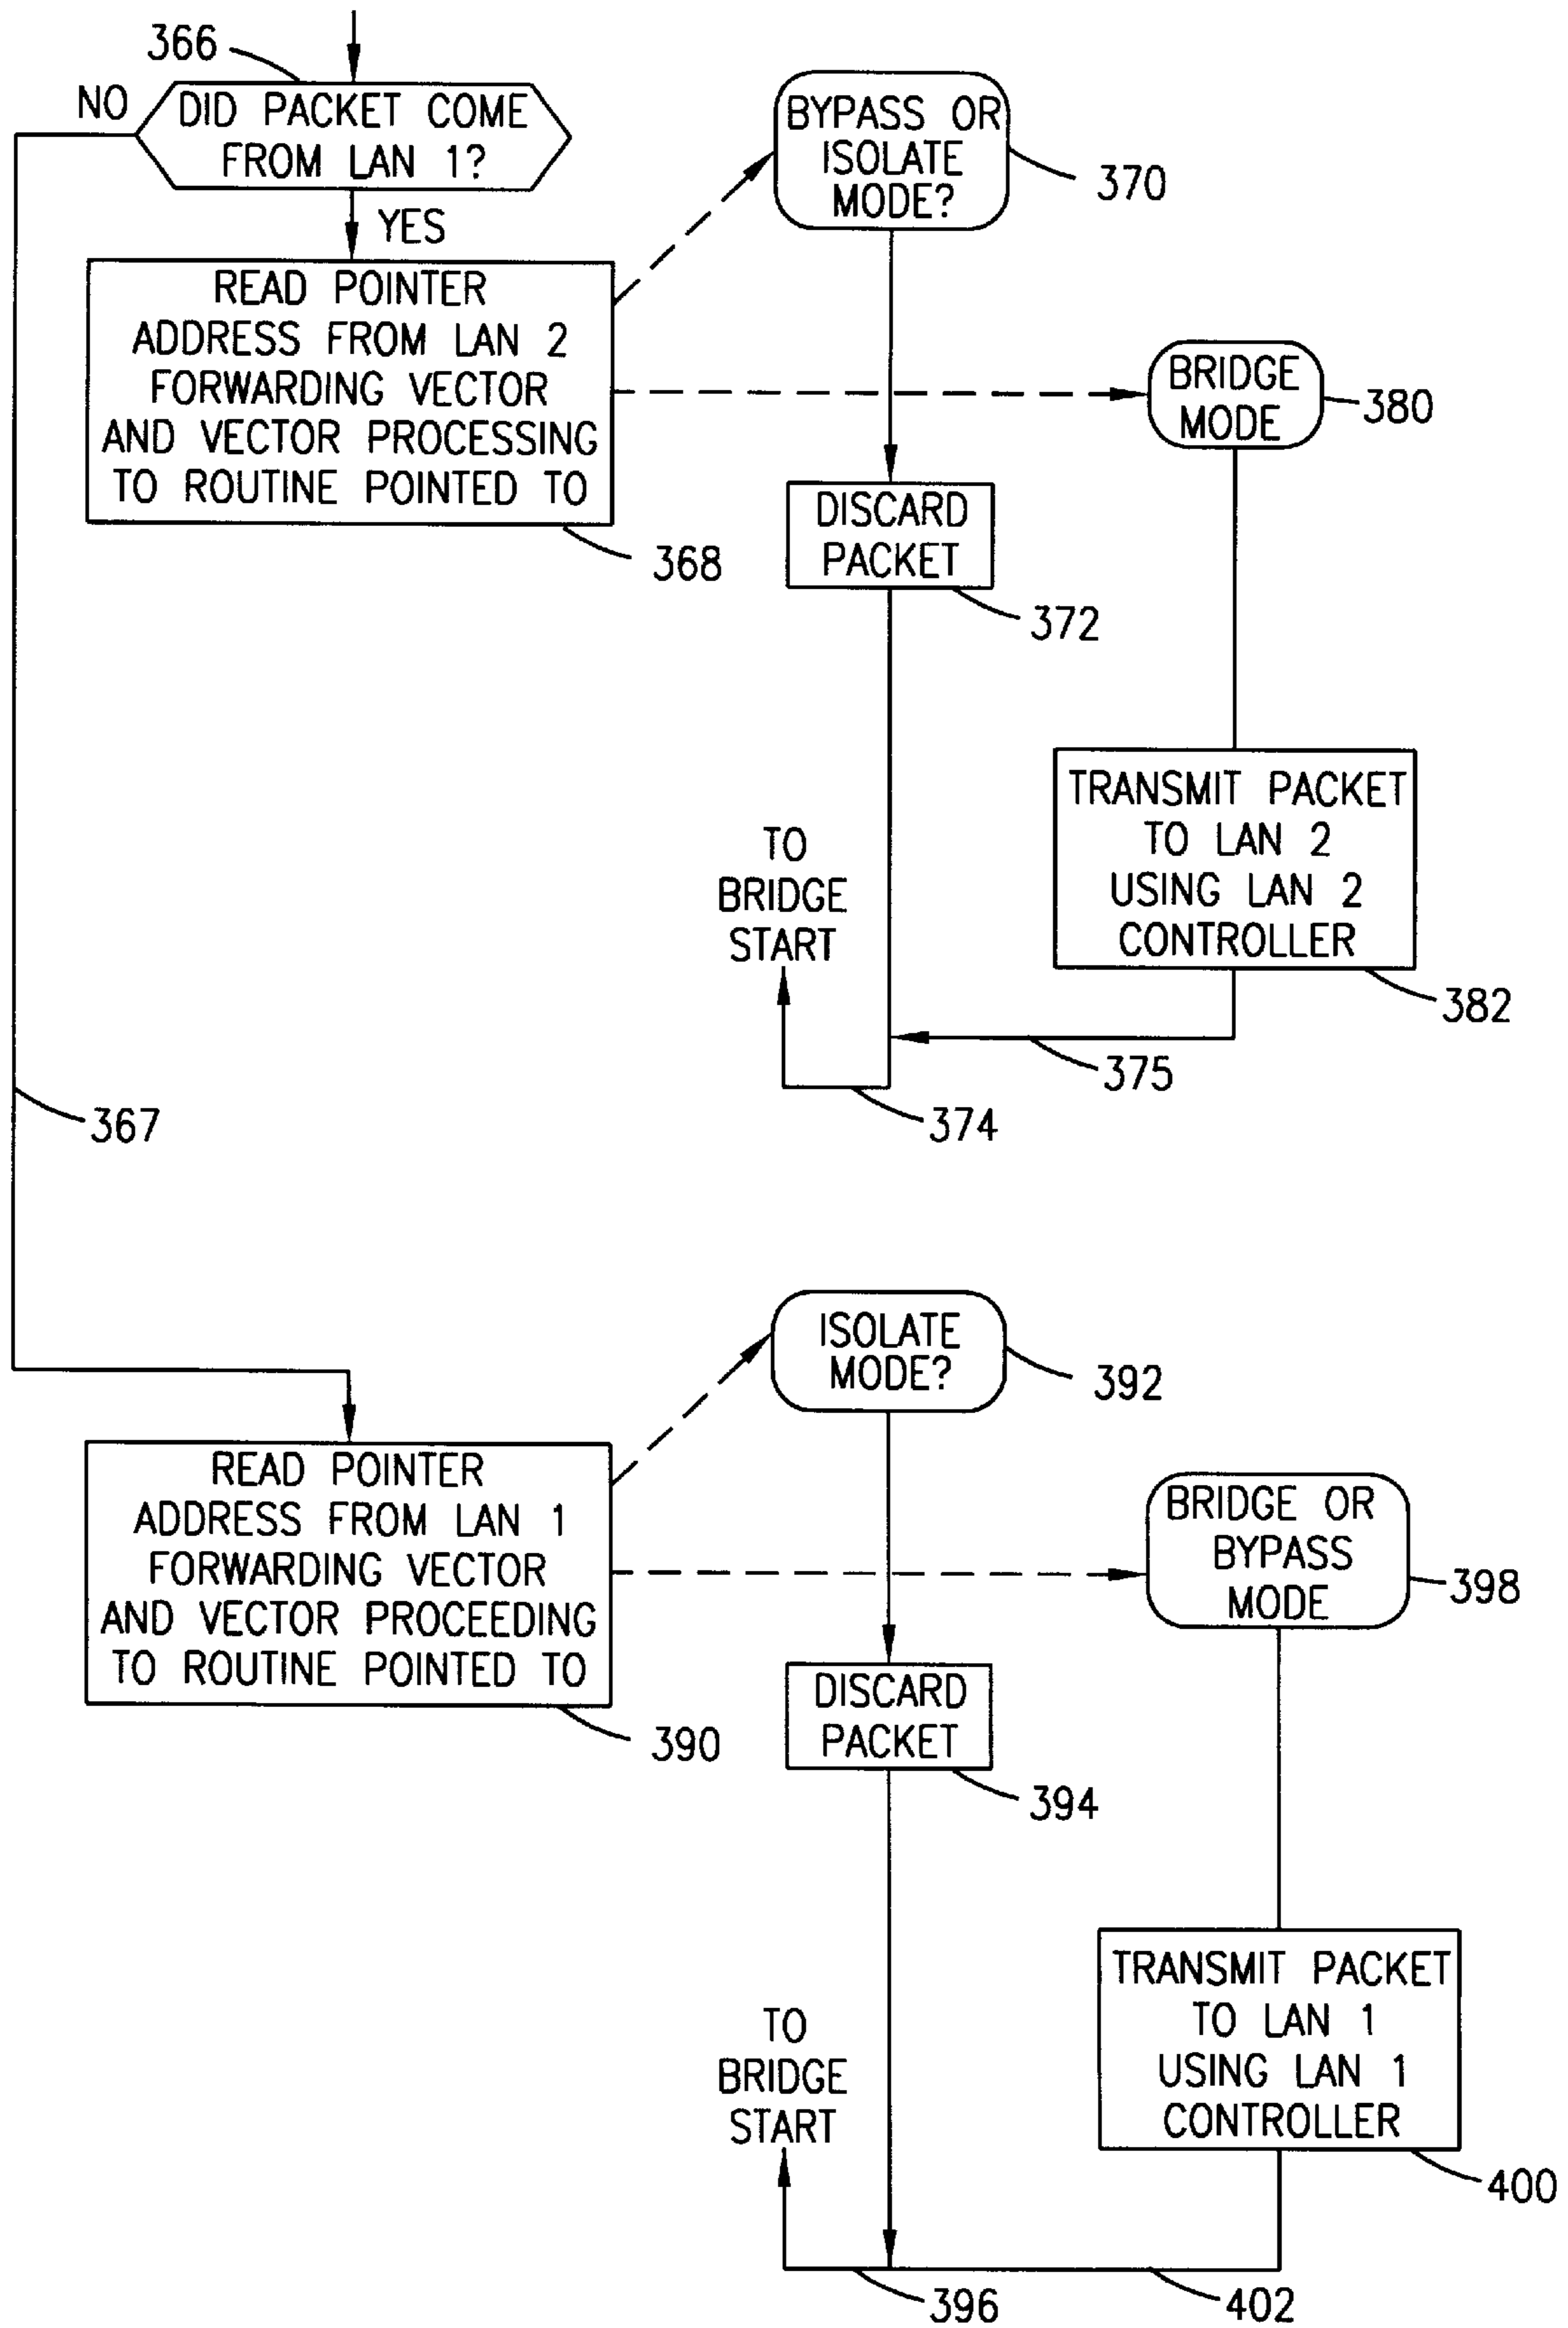 366
NO
DID PACKET COME
FROM LAN 1?
YES
BYPASS OR
ISOLATE
MODE?
370
READ POINTER
ADDRESS FROM LAN 2
FORWARDING VECTOR
AND VECTOR PROCESSING
TO ROUTINE POINTED TO
368
BRIDGE
MODE
380
DISCARD
PACKET
372
TRANSMIT PACKET
TO LAN 2
USING LAN 2
CONTROLLER
382
TO
BRIDGE
START
375
374
367
ISOLATE
MODE?
392
READ POINTER
ADDRESS FROM LAN 1
FORWARDING VECTOR
AND VECTOR PROCEEDING
TO ROUTINE POINTED TO
390
BRIDGE OR
BYPASS
MODE
398
DISCARD
PACKET
394
TRANSMIT PACKET
TO LAN 1
USING LAN 1
CONTROLLER
400
TO
BRIDGE
START
396
402